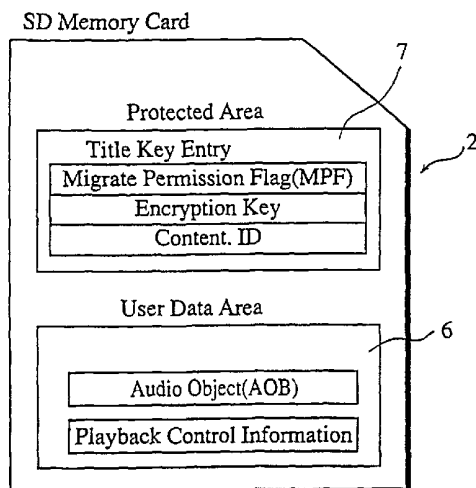 SD Memory Card
7
2
Protected Area
Title Key Entry
Migrate Permission Flag(MPF)
Encryption Key
Content. ID
User Data Area
6
Audio Object(AOB)
Playback Control Information